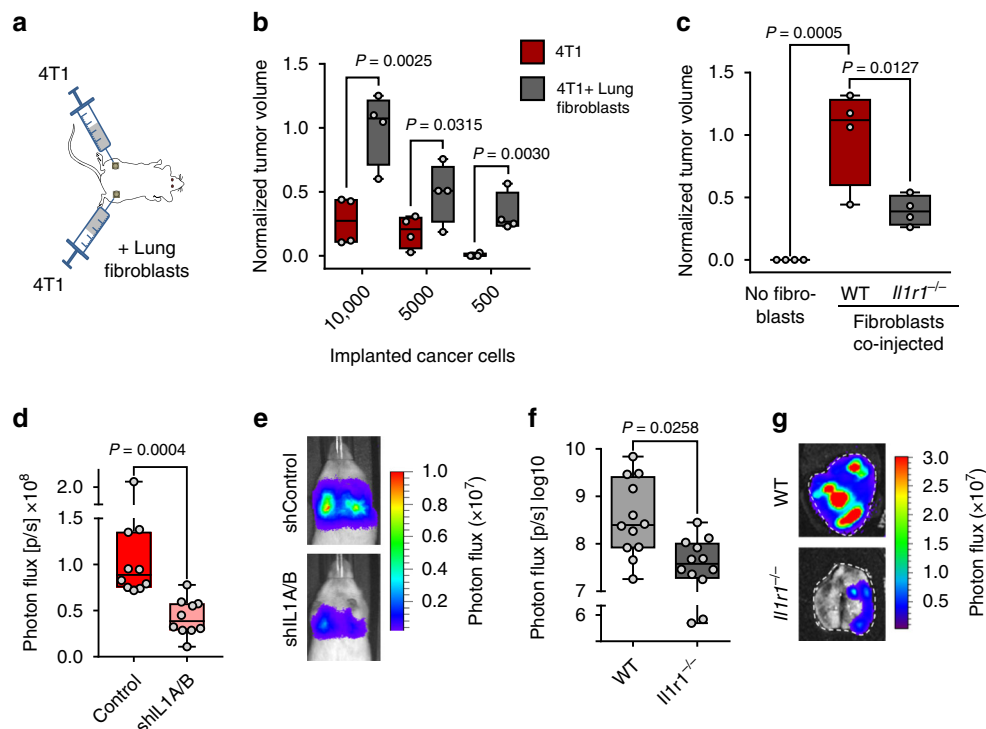 a
4T1
4T1
+ Lung
fibroblasts
b
4T1
4T1+ Lung
fibroblasts
Normalized tumor volume
1.5
1.0
0.5
0.0
P = 0.0025
P = 0.0315
P = 0.0030
10,000
5000
500
Implanted cancer cells
c
P = 0.0005
P = 0.0127
Normalized tumor volume
1.5
1.0
0.5
0.0
No fibro-
blasts
WT
Il1r1–/–
Fibroblasts
co-injected
d
P = 0.0004
Photon flux [p/s] ×10⁸
2.0
1.5
1.0
0.5
0.0
Control
shIL1A/B
e
shControl
shIL1A/B
1.0
0.8
0.6
0.4
0.2
Photon flux (×10⁷)
f
P = 0.0258
Photon flux [p/s] log10
10
9
8
7
6
WT
Il1r1–/–
g
WT
Il1r1–/–
3.0
2.5
2.0
1.5
1.0
0.5
Photon flux (×10⁷)